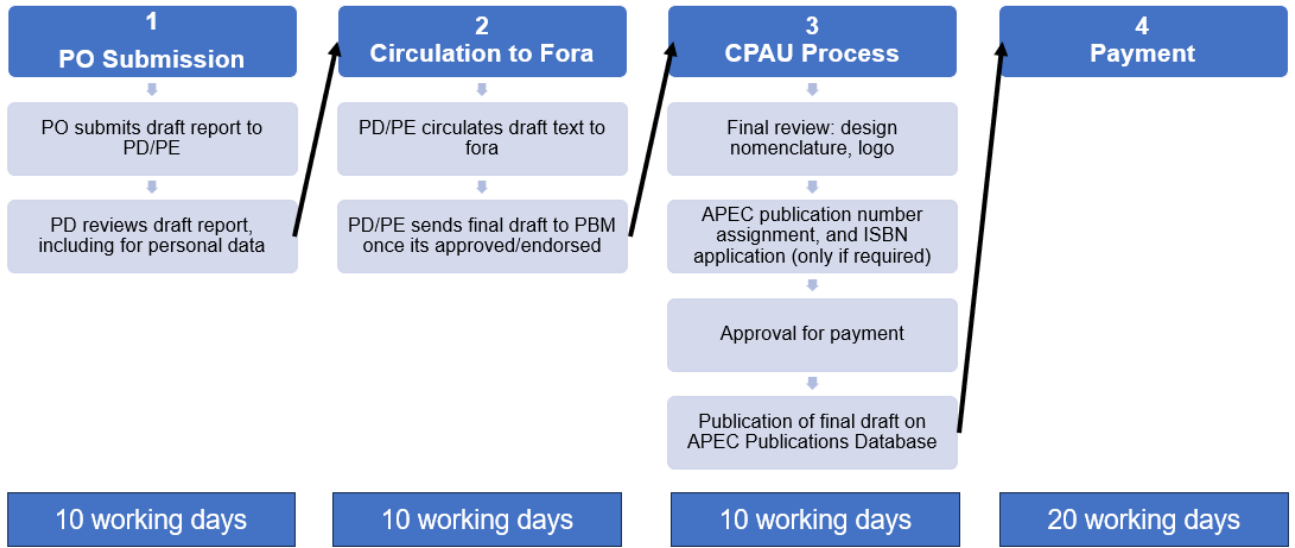 1
PO Submission
PO submits draft report to
PD/PE
PD reviews draft report,
including for personal data
10 working days
2
Circulation to Fora
PD/PE circulates draft text to
fora
PD/PE sends final draft to PBM
once its approved/endorsed
10 working days
3
CPAU Process
Final review: design
nomenclature, logo
APEC publication number
assignment, and ISBN
application (only if required)
Approval for payment
Publication of final draft on
APEC Publications Database
10 working days
4
Payment
20 working days